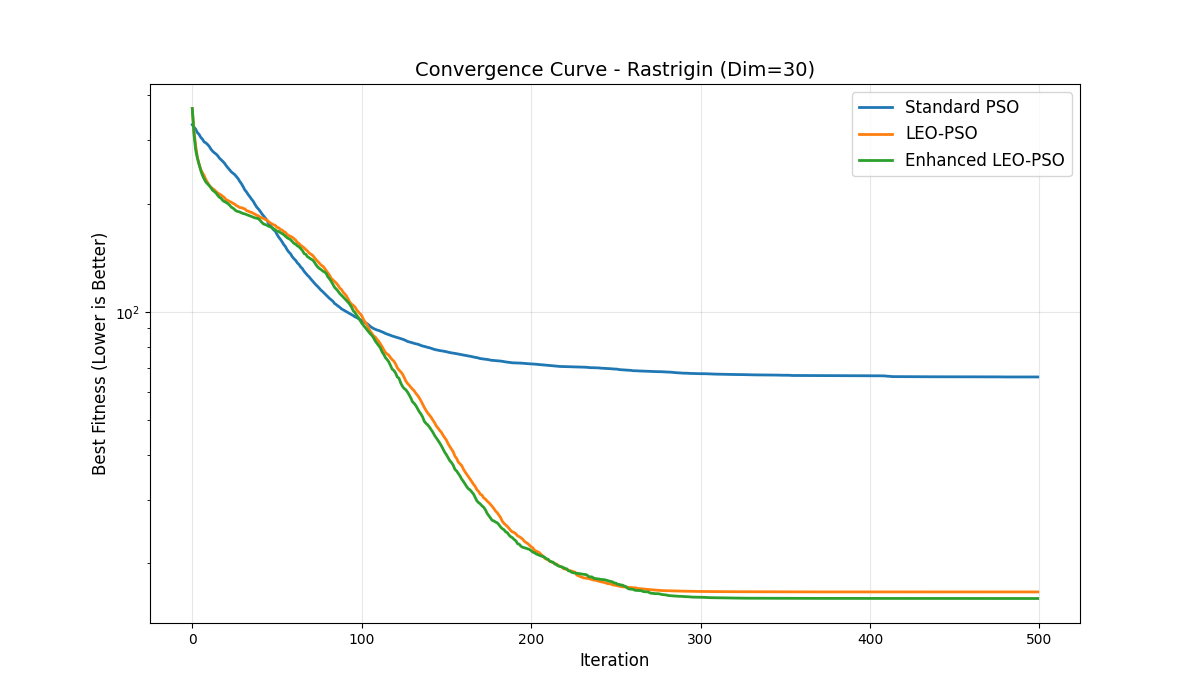 Convergence Curve - Rastrigin (Dim=30)
Standard PSO
LEO-PSO
Enhanced LEO-PSO
Best Fitness (Lower is Better)
10²
0 100 200 300 400 500
Iteration